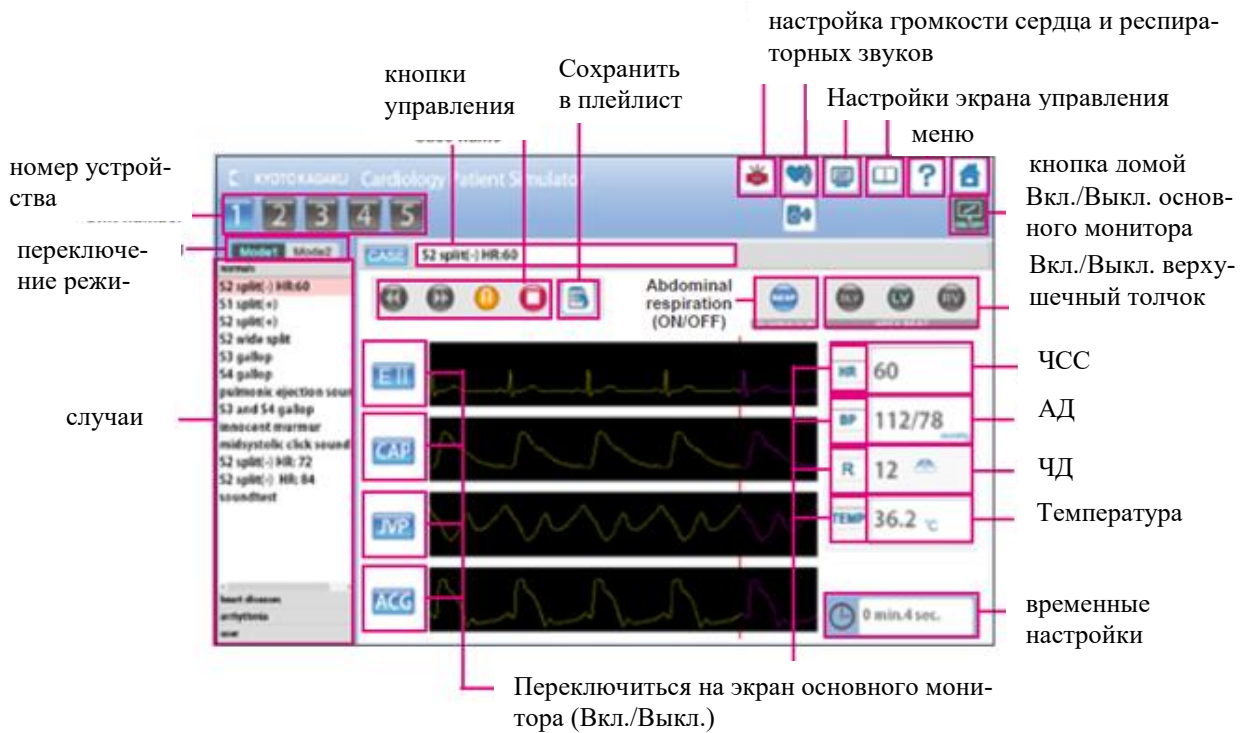 настройка громкости сердца и респира-
торных звуков
кнопки
управления
Сохранить
в плейлист
Настройки экрана управления
меню
номер устрой-
ства
кнопка домой
Вкл./Выкл. основ-
ного монитора
KYOTO KAGAKU Cardiology Patient Simulator
?
1 2 3 4 5
переключе-
ние режи-
Mode1 Mode2
CASE S2 split(-) HR:60
Вкл./Выкл. верху-
шечный толчок
normals
S2 split(-) HR:60
S1 split(+)
S2 split(+)
S2 wide split
S3 gallop
S4 gallop
pulmonic ejection soun
S3 and S4 gallop
innocent murmur
midsystolic click sound
S2 split(-) HR: 72
S2 split(-) HR: 84
soundtest
heart diseases
arrhythmia
user
случаи
Abdominal
respiration
(ON/OFF)
RESP
LV RV
E II
CAP
JVP
ACG
HR 60
BP 112/78
R 12
TEMP 36.2 °C
0 min.4 sec.
ЧСС
АД
ЧД
Температура
временные
настройки
Переключиться на экран основного мони-
тора (Вкл./Выкл.)